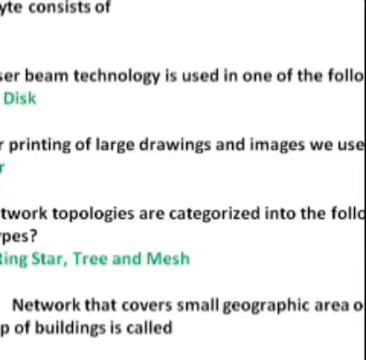 yte consists of
ser beam technology is used in one of the follo
Disk
r printing of large drawings and images we use
r
twork topologies are categorized into the follo
pes?
Ring Star, Tree and Mesh
Network that covers small geographic area o
p of buildings is called